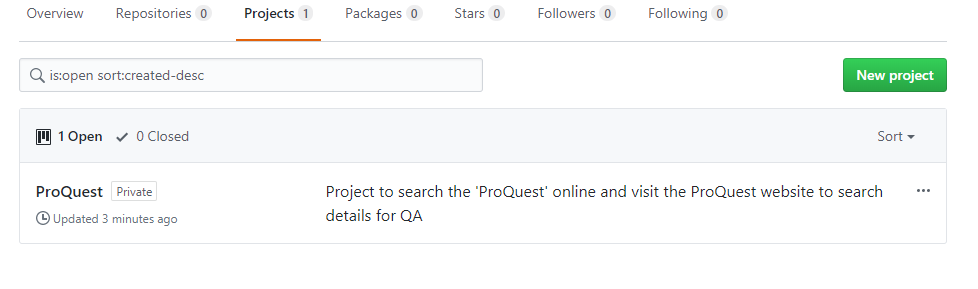 Overview Repositories 0 Projects 1 Packages 0 Stars 0 Followers 0 Following 0
is:open sort:created-desc New project
1 Open 0 Closed Sort
ProQuest Private Project to search the 'ProQuest' online and visit the ProQuest website to search
Updated 3 minutes ago details for QA